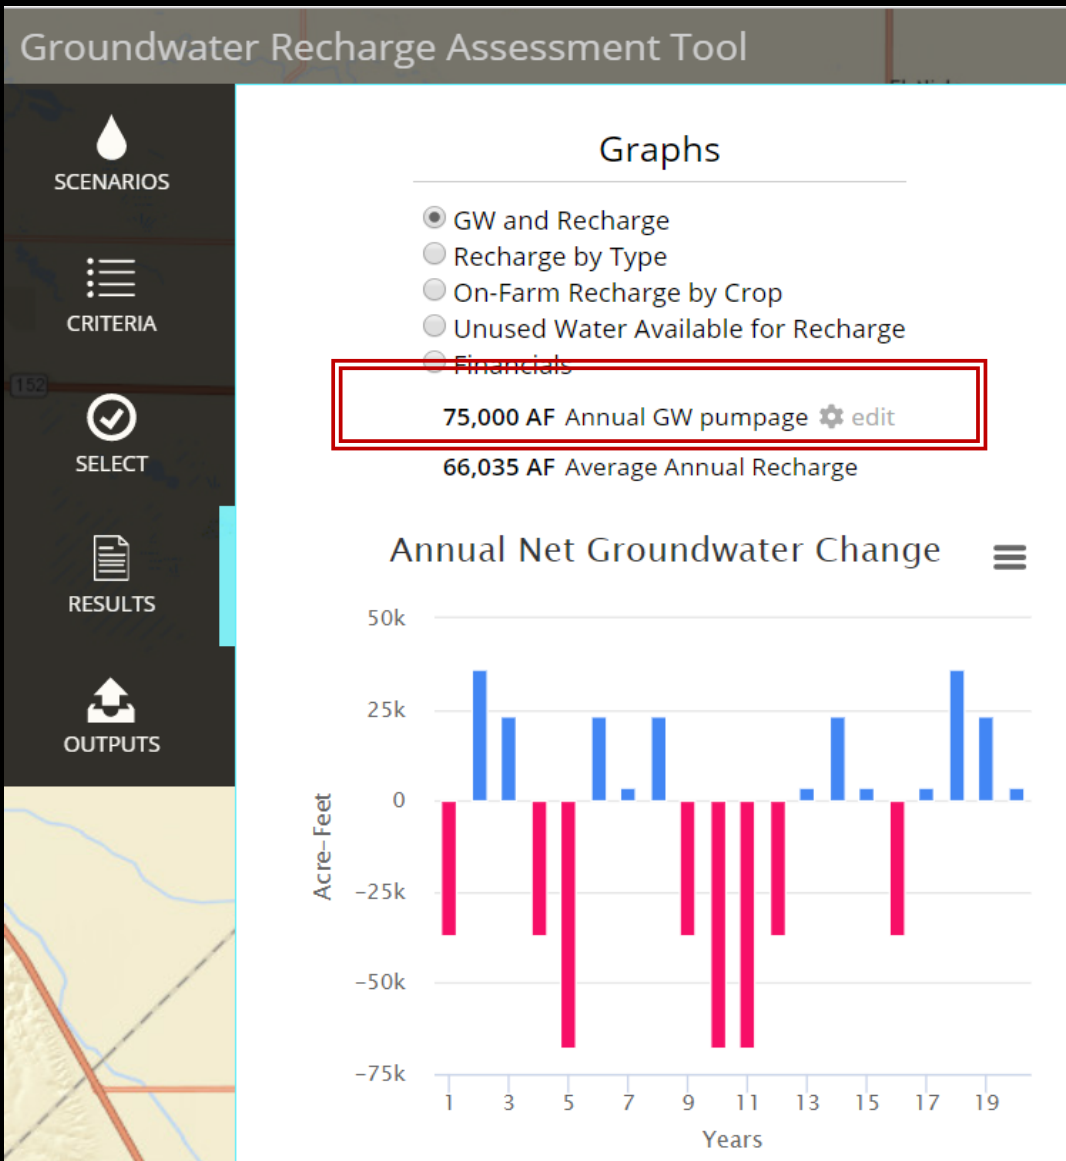 Groundwater Recharge Assessment Tool
SCENARIOS
CRITERIA
152
SELECT
RESULTS
OUTPUTS
Graphs
GW and Recharge
Recharge by Type
On-Farm Recharge by Crop
Unused Water Available for Recharge
Financials
75,000 AF Annual GW pumpage edit
66,035 AF Average Annual Recharge
Annual Net Groundwater Change
50k
25k
0
−25k
−50k
−75k
Acre-Feet
1 3 5 7 9 11 13 15 17 19
Years